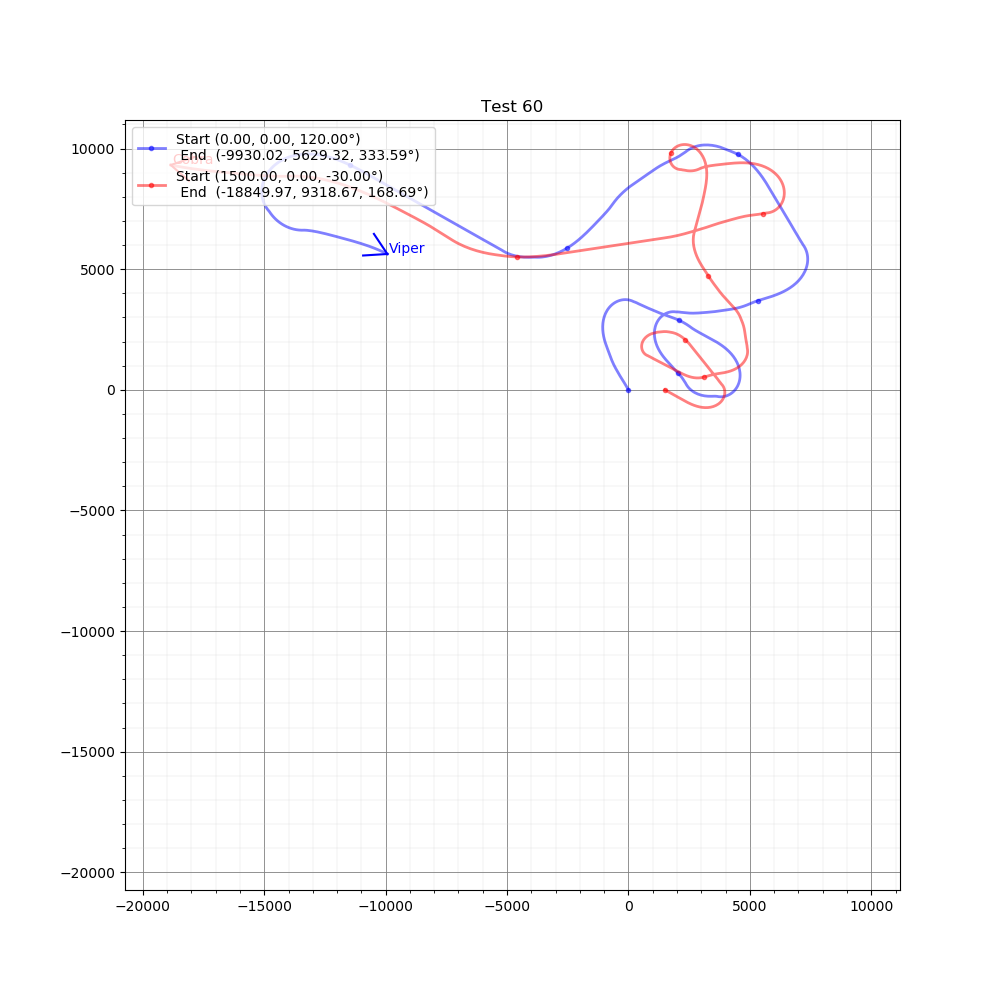 Test 60
Start (0.00, 0.00, 120.00°)
End (-9930.02, 5629.32, 333.59°)
Start (1500.00, 0.00, -30.00°)
End (-18849.97, 9318.67, 168.69°)
Viper
10000
5000
0
−5000
−10000
−15000
−20000
−20000 −15000 −10000 −5000 0 5000 10000